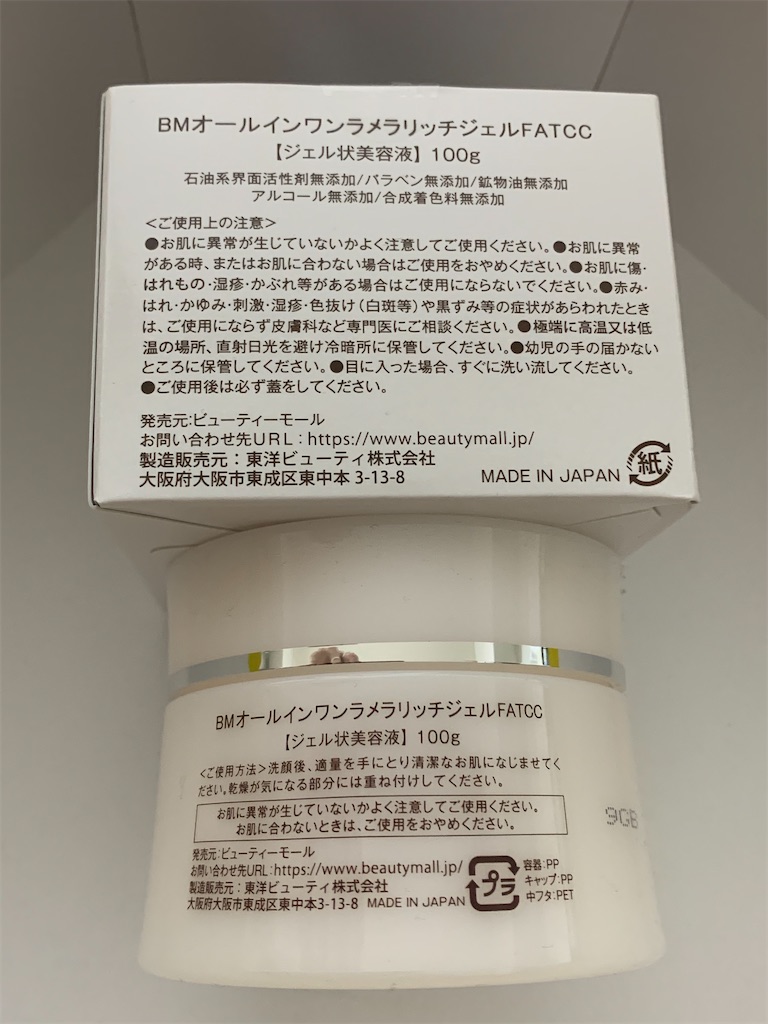 BMオールインワンラメラリッチジェルFATCC
【ジェル状美容液】 100g
石油系界面活性剤無添加/パラベン無添加/鉱物油無添加
アルコール無添加/合成着色料無添加
<ご使用上の注意>
●お肌に異常が生じていないかよく注意してご使用ください。●お肌に異常
がある時、またはお肌に合わない場合はご使用をおやめください。●お肌に傷・
はれもの・湿疹・かぶれ等がある場合はご使用にならないでください。●赤み・
はれ・かゆみ・刺激・湿疹・色抜け(白斑等)や黒ずみ等の症状があらわれたとき
は、ご使用にならず皮膚科など専門医にご相談ください。●極端に高温又は低
温の場所、直射日光を避け冷暗所に保管してください。●幼児の手の届かない
ところに保管してください。●目に入った場合、すぐに洗い流してください。
●ご使用後は必ず蓋をしてください。
発売元:ビューティーモール
お問い合わせ先URL:https://www.beautymall.jp/
製造販売元:東洋ビューティ株式会社
大阪府大阪市東成区東中本 3-13-8 MADE IN JAPAN 紙
BMオールインワンラメラリッチジェルFATCC
【ジェル状美容液】 100g
<ご使用方法>洗顔後、適量を手にとり清潔なお肌になじませてく
ださい。乾燥が気になる部分には重ね付けしてください。
お肌に異常が生じていないかよく注意してご使用ください。
お肌に合わないときは、ご使用をおやめください。
9GB
発売元:ビューティーモール
お問い合わせ先URL:https://www.beautymall.jp/
製造販売元:東洋ビューティ株式会社
大阪府大阪市東成区東中本3-13-8 MADE IN JAPAN
プラ
容器:PP
キャップ:PP
中フタ:PET